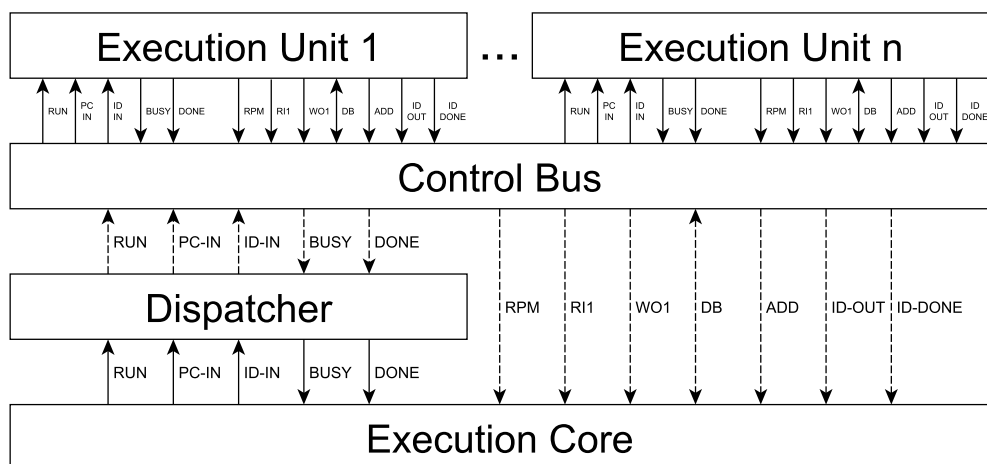 Execution Unit 1 ... Execution Unit n
RUN PC IN ID IN BUSY DONE RPM RI1 WO1 DB ADD ID OUT ID DONE RUN PC IN ID IN BUSY DONE RPM RI1 WO1 DB ADD ID OUT ID DONE
Control Bus
RUN PC-IN ID-IN BUSY DONE
Dispatcher
RPM RI1 WO1 DB ADD ID-OUT ID-DONE
RUN PC-IN ID-IN BUSY DONE
Execution Core